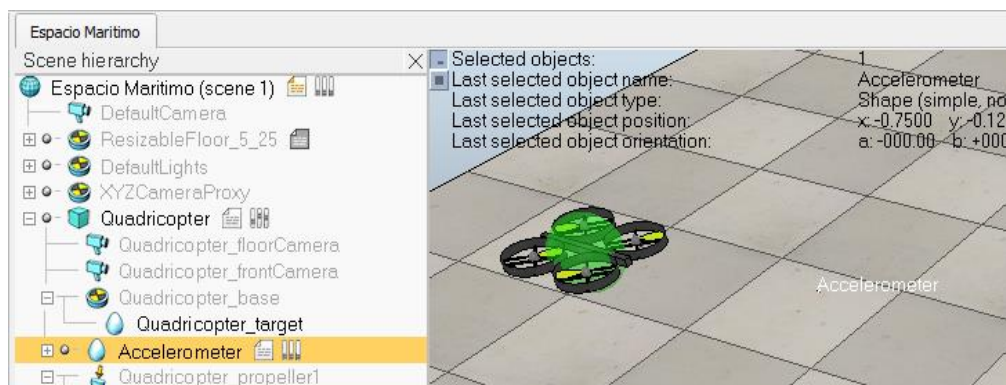 Espacio Maritimo
Scene hierarchy
Espacio Maritimo (scene 1)
DefaultCamera
ResizableFloor_5_25
DefaultLights
XYZCameraProxy
Quadricopter
Quadricopter_floorCamera
Quadricopter_frontCamera
Quadricopter_base
Quadricopter_target
Accelerometer
Quadricopter_propeller1
Selected objects: 1
Last selected object name: Accelerometer
Last selected object type: Shape (simple, no
Last selected object position: x: -0.7500 y: -0.12
Last selected object orientation: a: -000.00 b: +000
Accelerometer